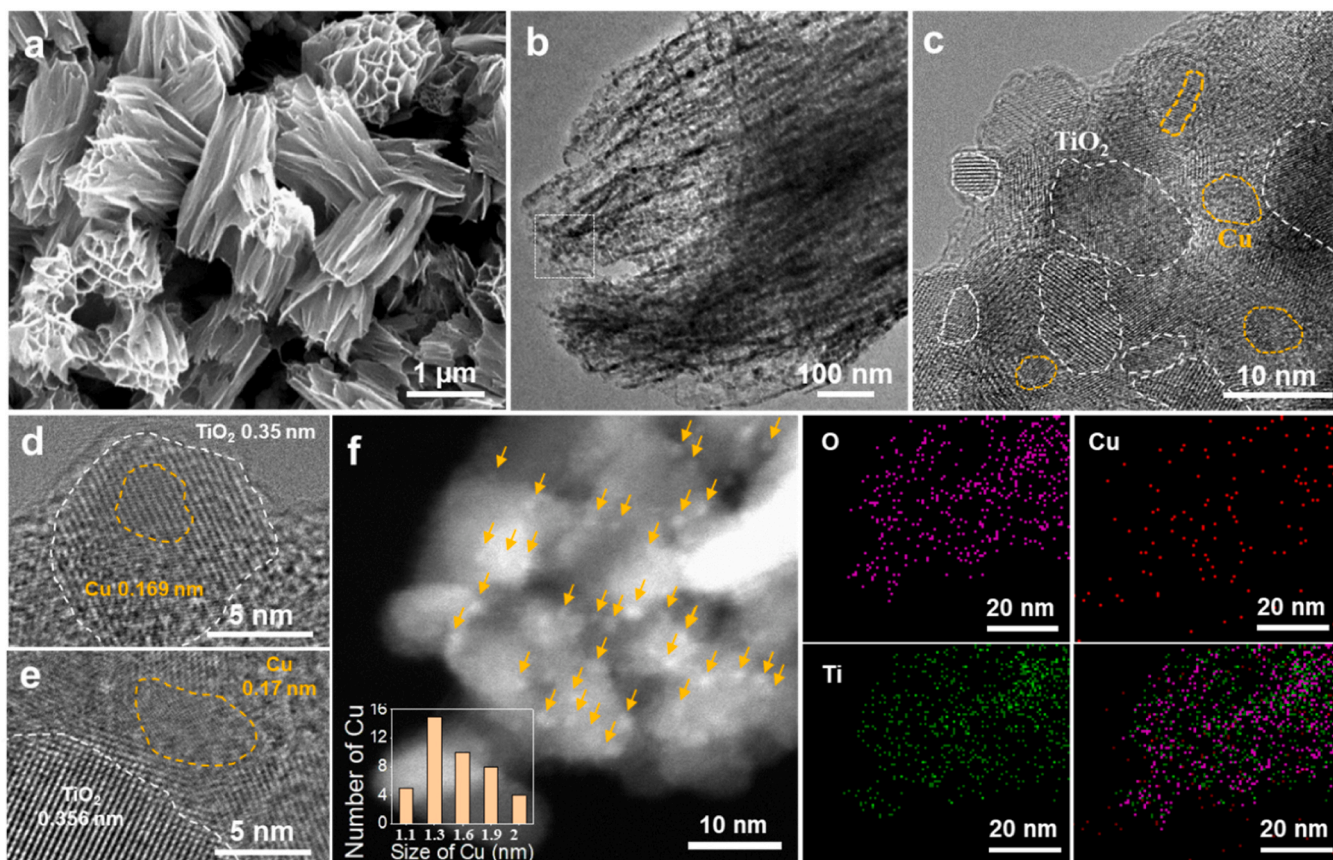 a
1 µm
b
100 nm
c
TiO2
Cu
10 nm
d
TiO2 0.35 nm
Cu 0.169 nm
5 nm
e
Cu
0.17 nm
TiO2
0.356 nm
5 nm
f
Number of Cu
16
12
8
4
0
1.1 1.3 1.6 1.9 2
Size of Cu (nm)
10 nm
O
20 nm
Cu
20 nm
Ti
20 nm
20 nm